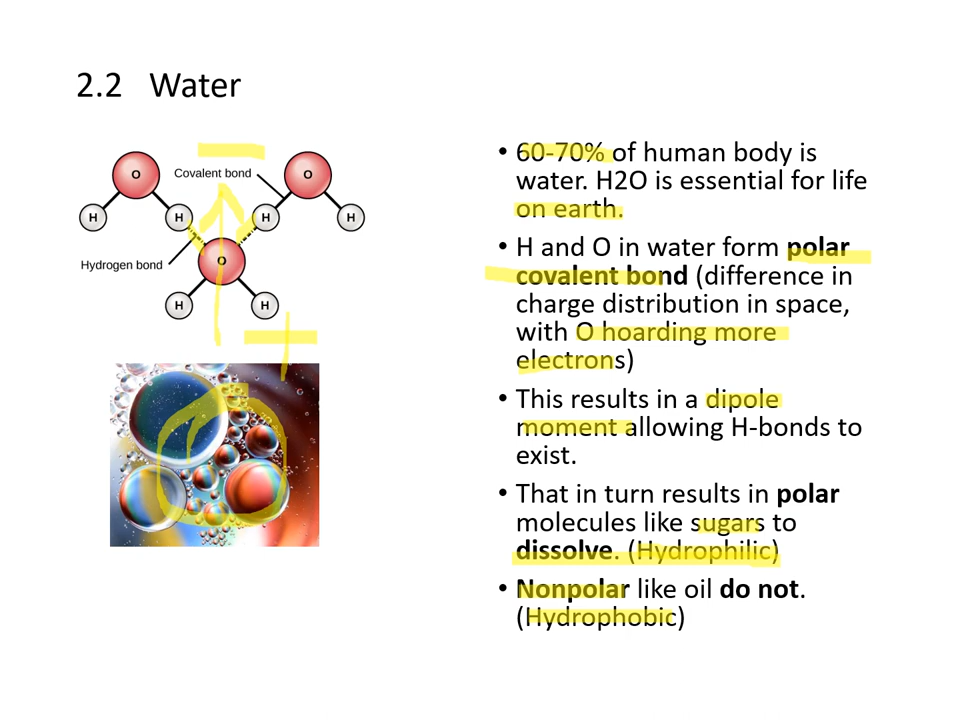 2.2 Water
Covalent bond
O
O
H
H
H
H
Hydrogen bond
O
H
H
• 60-70% of human body is
water. H2O is essential for life
on earth.
• H and O in water form polar
covalent bond (difference in
charge distribution in space,
with O hoarding more
electrons)
• This results in a dipole
moment allowing H-bonds to
exist.
• That in turn results in polar
molecules like sugars to
dissolve. (Hydrophilic)
• Nonpolar like oil do not.
(Hydrophobic)